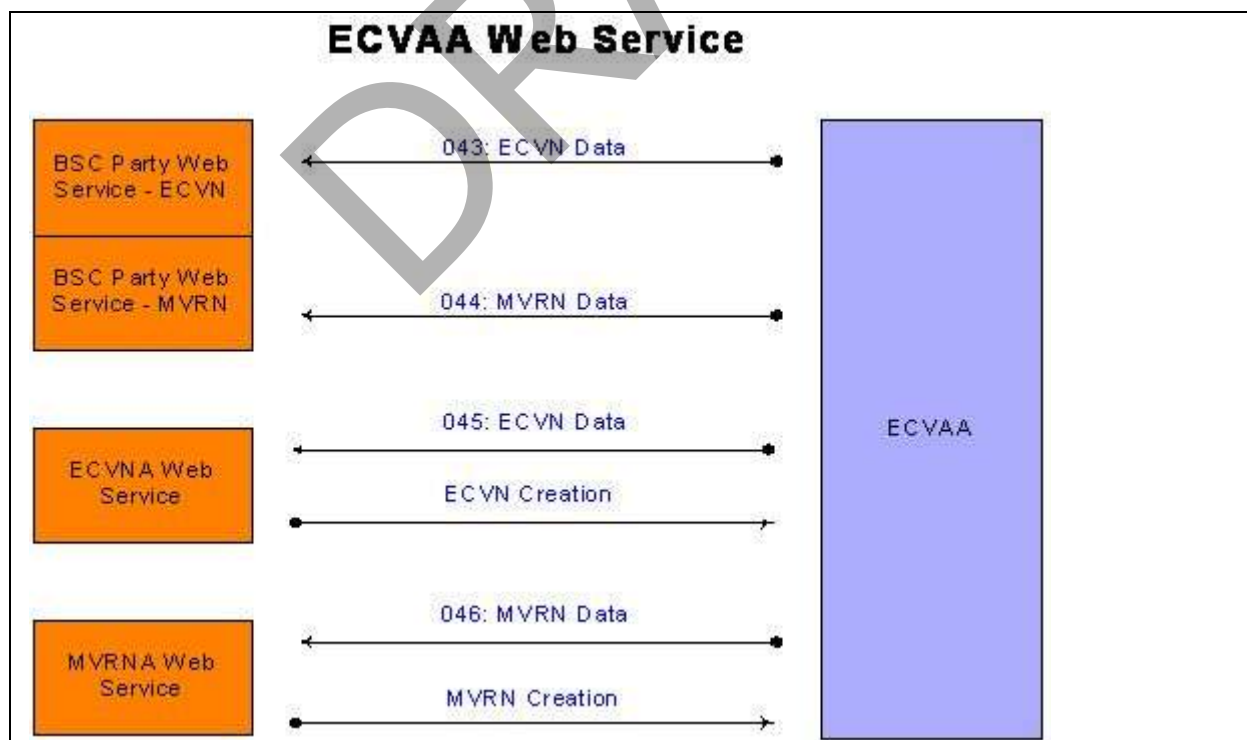 ECVAA Web Service
BSC Party Web
Service - ECVN
043: ECVN Data
BSC Party Web
Service - MVRN
044: MVRN Data
ECVNA Web
Service
045: ECVN Data
ECVN Creation
ECVAA
MVRNA Web
Service
046: MVRN Data
MVRN Creation